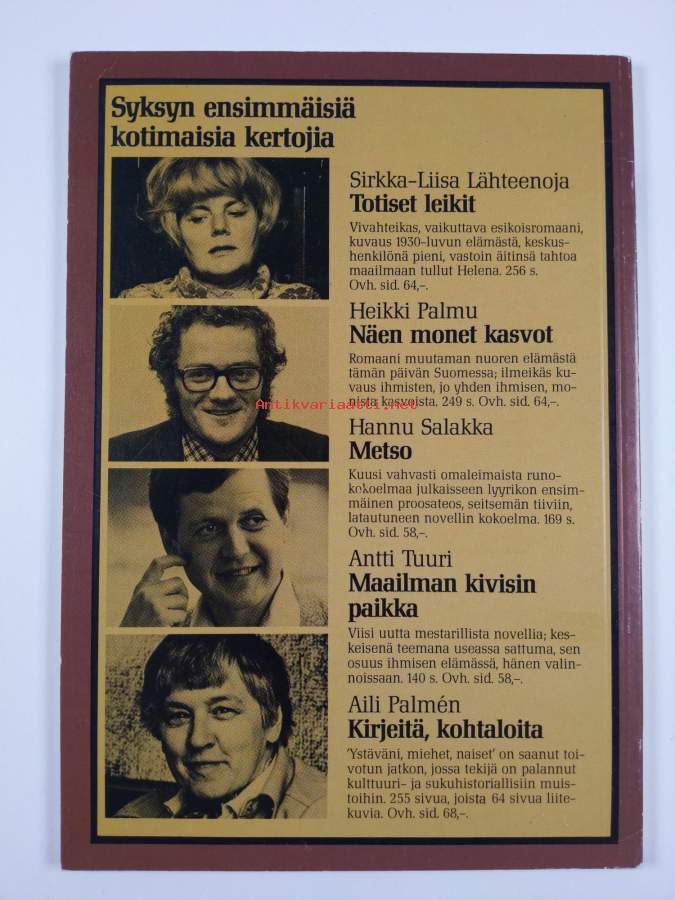 Syksyn ensimmäisiä
kotimaisia kertojia
Sirkka-Liisa Lähteenoja
Totiset leikit
Vivahteikas, vaikuttava esikoisromaani,
kuvaus 1930-luvun elämästä, keskus-
henkilönä pieni, vastoin äitinsä tahtoa
maailmaan tullut Helena. 256 s.
Ovh. sid. 64,-.
Heikki Palmu
Näen monet kasvot
Romaani muutaman nuoren elämästä
tämän päivän Suomessa; ilmeikäs ku-
vaus ihmisten, jo yhden ihmisen, mo-
nista kasvoista. 249 s. Ovh. sid. 64,-.
Antikvariaatti.net
Hannu Salakka
Metso
Kuusi vahvasti omaleimaista runo-
kokoelmaa julkaisseen lyyrikon ensim-
mäinen proosateos, seitsemän tiiviin,
latautuneen novellin kokoelma. 169 s.
Ovh. sid. 58,-.
Antti Tuuri
Maailman kivisin
paikka
Viisi uutta mestarillista novellia; kes-
keisenä teemana useassa sattuma, sen
osuus ihmisen elämässä, hänen valin-
noissaan. 140 s. Ovh. sid. 58,-.
Aili Palmén
Kirjeitä, kohtaloita
'Ystäväni, miehet, naiset' on saanut toi-
votun jatkon, jossa tekijä on palannut
kulttuuri- ja sukuhistoriallisiin muis-
toihin. 255 sivua, joista 64 sivua liite-
kuvia. Ovh. sid. 68,-.